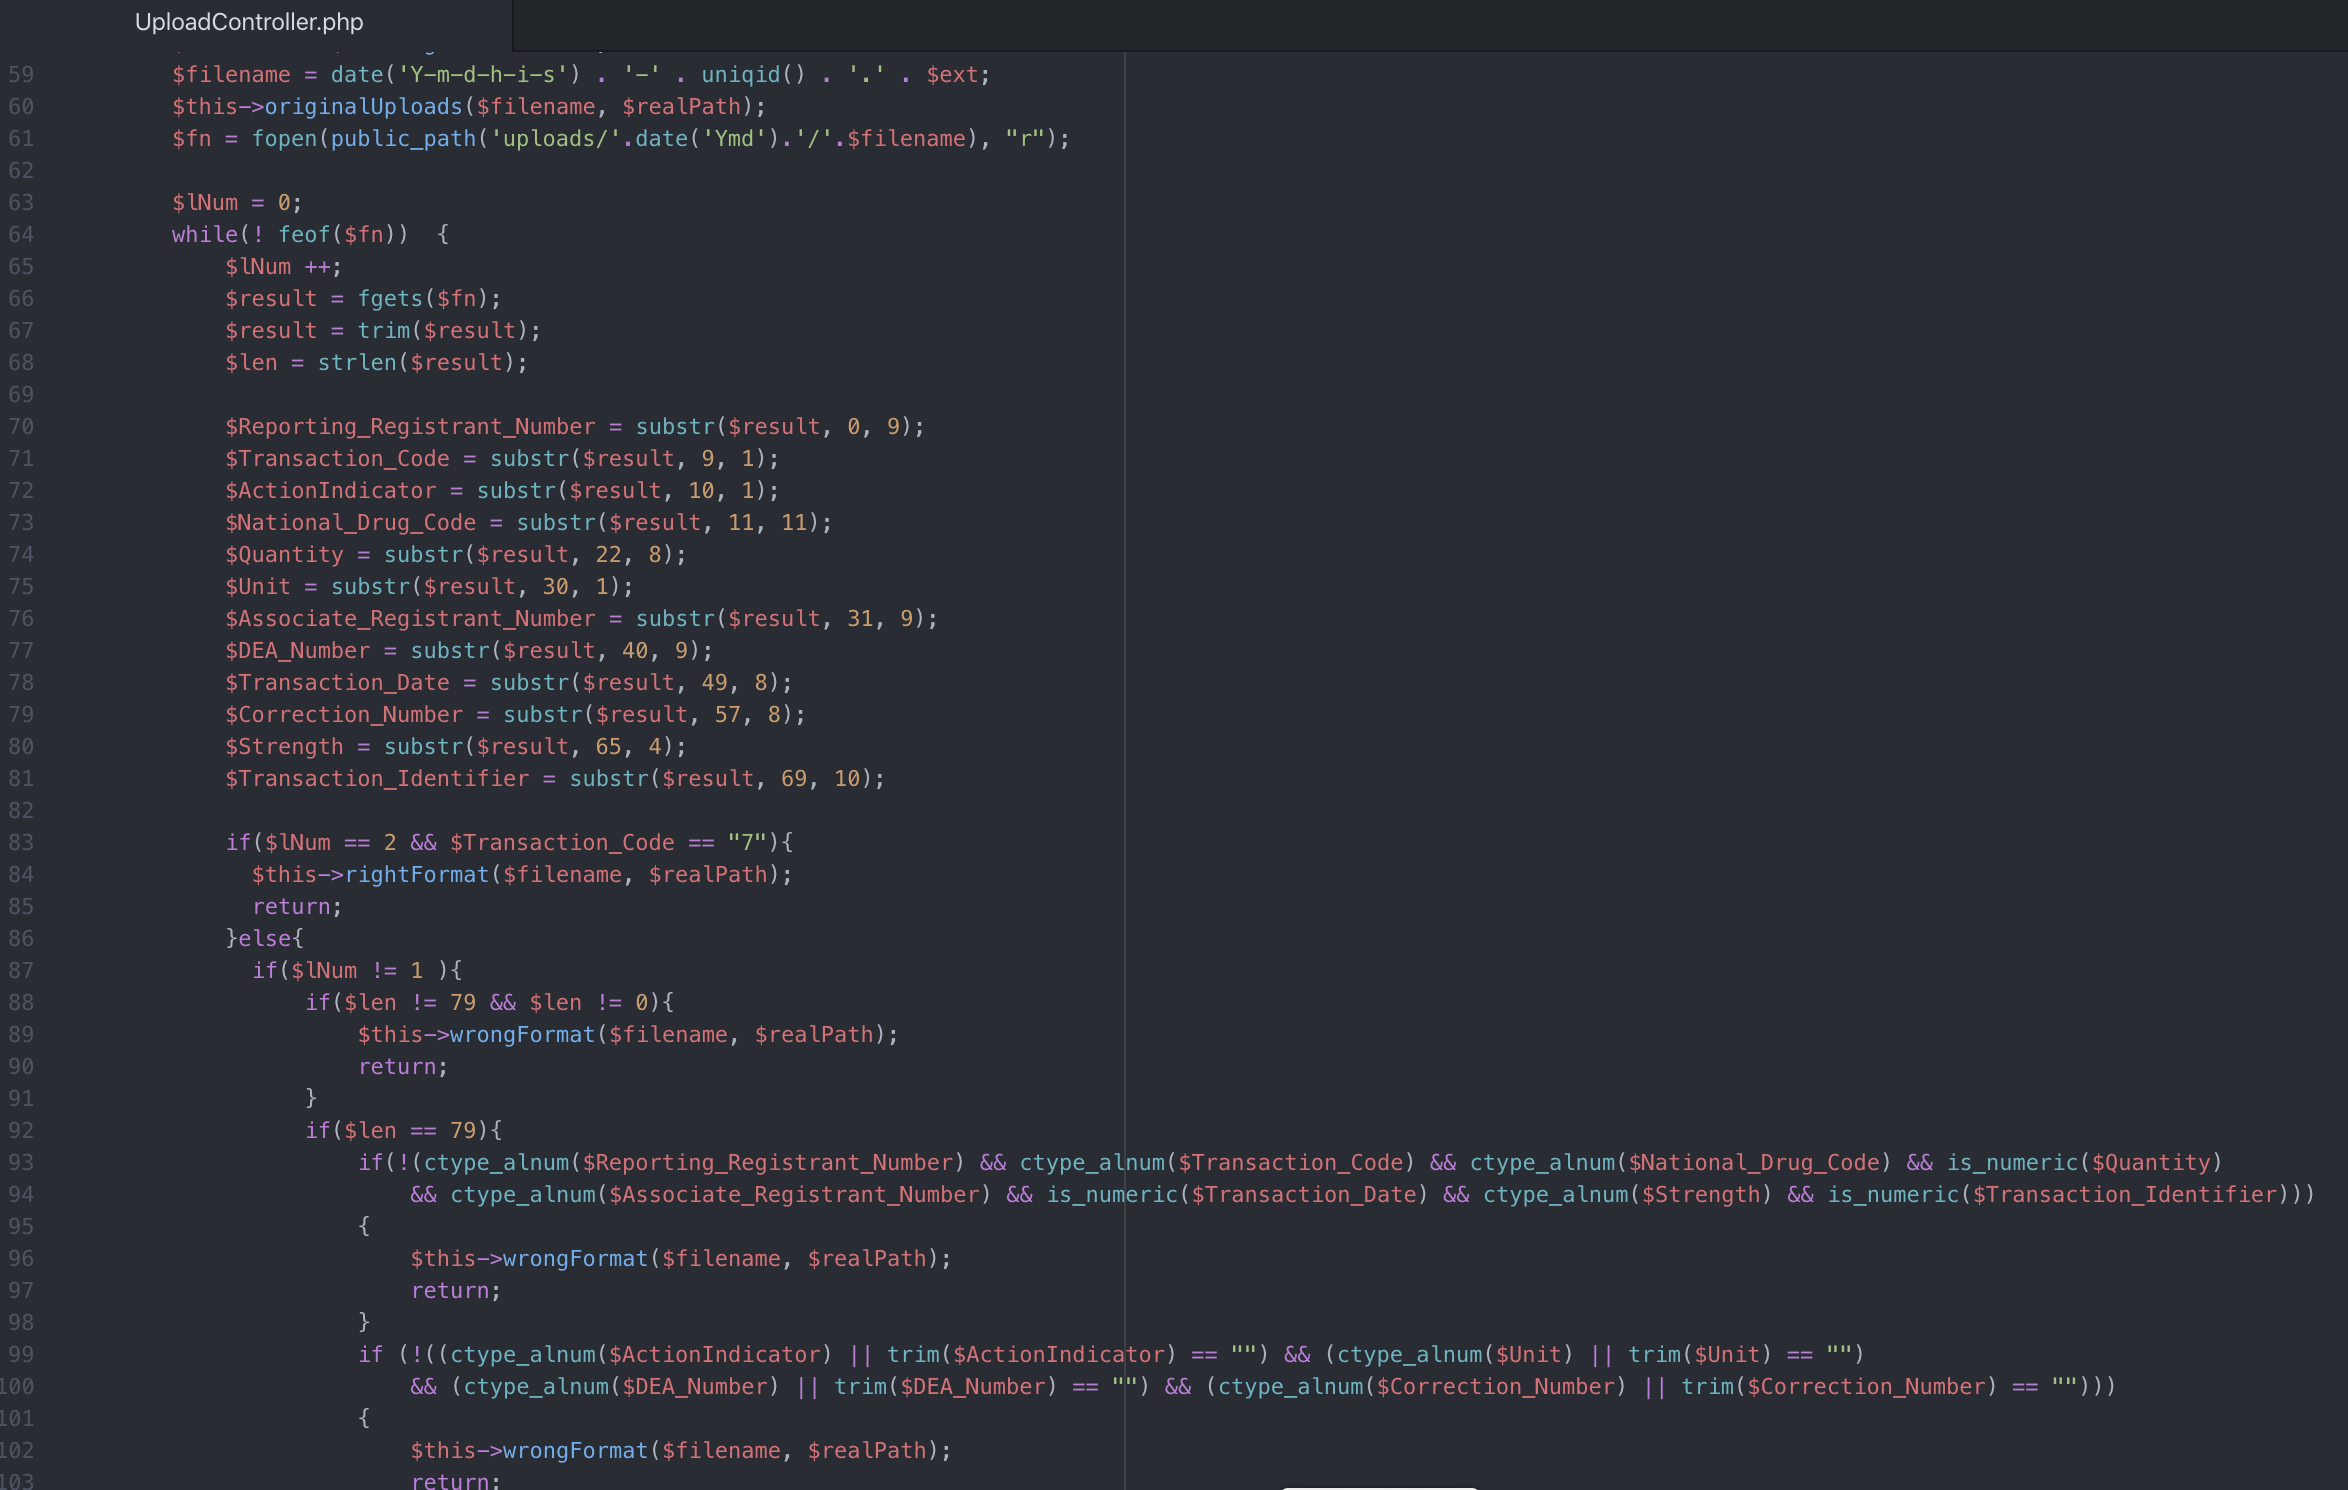 UploadController.php
59 $filename = date('Y-m-d-h-i-s') . '-' . uniqid() . '.' . $ext;
60 $this->originalUploads($filename, $realPath);
61 $fn = fopen(public_path('uploads/'.date('Ymd').'/'.$filename), "r");
62
63 $lNum = 0;
64 while(! feof($fn))  {
65 $lNum ++;
66 $result = fgets($fn);
67 $result = trim($result);
68 $len = strlen($result);
69
70 $Reporting_Registrant_Number = substr($result, 0, 9);
71 $Transaction_Code = substr($result, 9, 1);
72 $ActionIndicator = substr($result, 10, 1);
73 $National_Drug_Code = substr($result, 11, 11);
74 $Quantity = substr($result, 22, 8);
75 $Unit = substr($result, 30, 1);
76 $Associate_Registrant_Number = substr($result, 31, 9);
77 $DEA_Number = substr($result, 40, 9);
78 $Transaction_Date = substr($result, 49, 8);
79 $Correction_Number = substr($result, 57, 8);
80 $Strength = substr($result, 65, 4);
81 $Transaction_Identifier = substr($result, 69, 10);
82
83 if($lNum == 2 && $Transaction_Code == "7"){
84 $this->rightFormat($filename, $realPath);
85 return;
86 }else{
87 if($lNum != 1 ){
88 if($len != 79 && $len != 0){
89 $this->wrongFormat($filename, $realPath);
90 return;
91 }
92 if($len == 79){
93 if(!(ctype_alnum($Reporting_Registrant_Number) && ctype_alnum($Transaction_Code) && ctype_alnum($National_Drug_Code) && is_numeric($Quantity)
94 && ctype_alnum($Associate_Registrant_Number) && is_numeric($Transaction_Date) && ctype_alnum($Strength) && is_numeric($Transaction_Identifier)))
95 {
96 $this->wrongFormat($filename, $realPath);
97 return;
98 }
99 if (!((ctype_alnum($ActionIndicator) || trim($ActionIndicator) == "") && (ctype_alnum($Unit) || trim($Unit) == "")
100 && (ctype_alnum($DEA_Number) || trim($DEA_Number) == "") && (ctype_alnum($Correction_Number) || trim($Correction_Number) == "")))
101 {
102 $this->wrongFormat($filename, $realPath);
103 return;